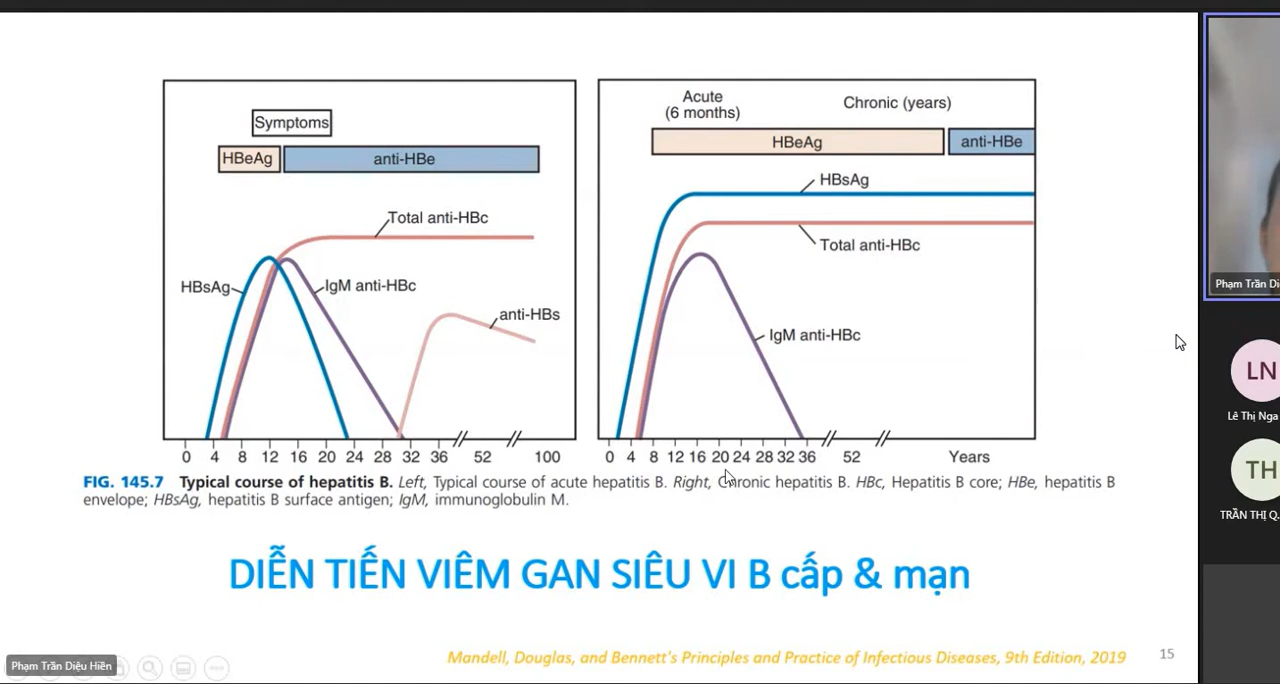 Symptoms
HBeAg
anti-HBe
Total anti-HBc
HBsAg
IgM anti-HBc
anti-HBs
0 4 8 12 16 20 24 28 32 36 52 100
Acute
(6 months)
Chronic (years)
HBeAg
anti-HBe
HBsAg
Total anti-HBc
IgM anti-HBc
0 4 8 12 16 20 24 28 32 36 52 Years
FIG. 145.7 Typical course of hepatitis B. Left, Typical course of acute hepatitis B. Right, Chronic hepatitis B. HBc, Hepatitis B core; HBe, hepatitis B
envelope; HBsAg, hepatitis B surface antigen; IgM, immunoglobulin M.
DIỄN TIẾN VIÊM GAN SIÊU VI B cấp & mạn
Mandell, Douglas, and Bennett's Principles and Practice of Infectious Diseases, 9th Edition, 2019
15
Phạm Trần Diệu Hiền
Phạm Trần Di
LN
Lê Thị Nga
TH
TRẦN THỊ Q.